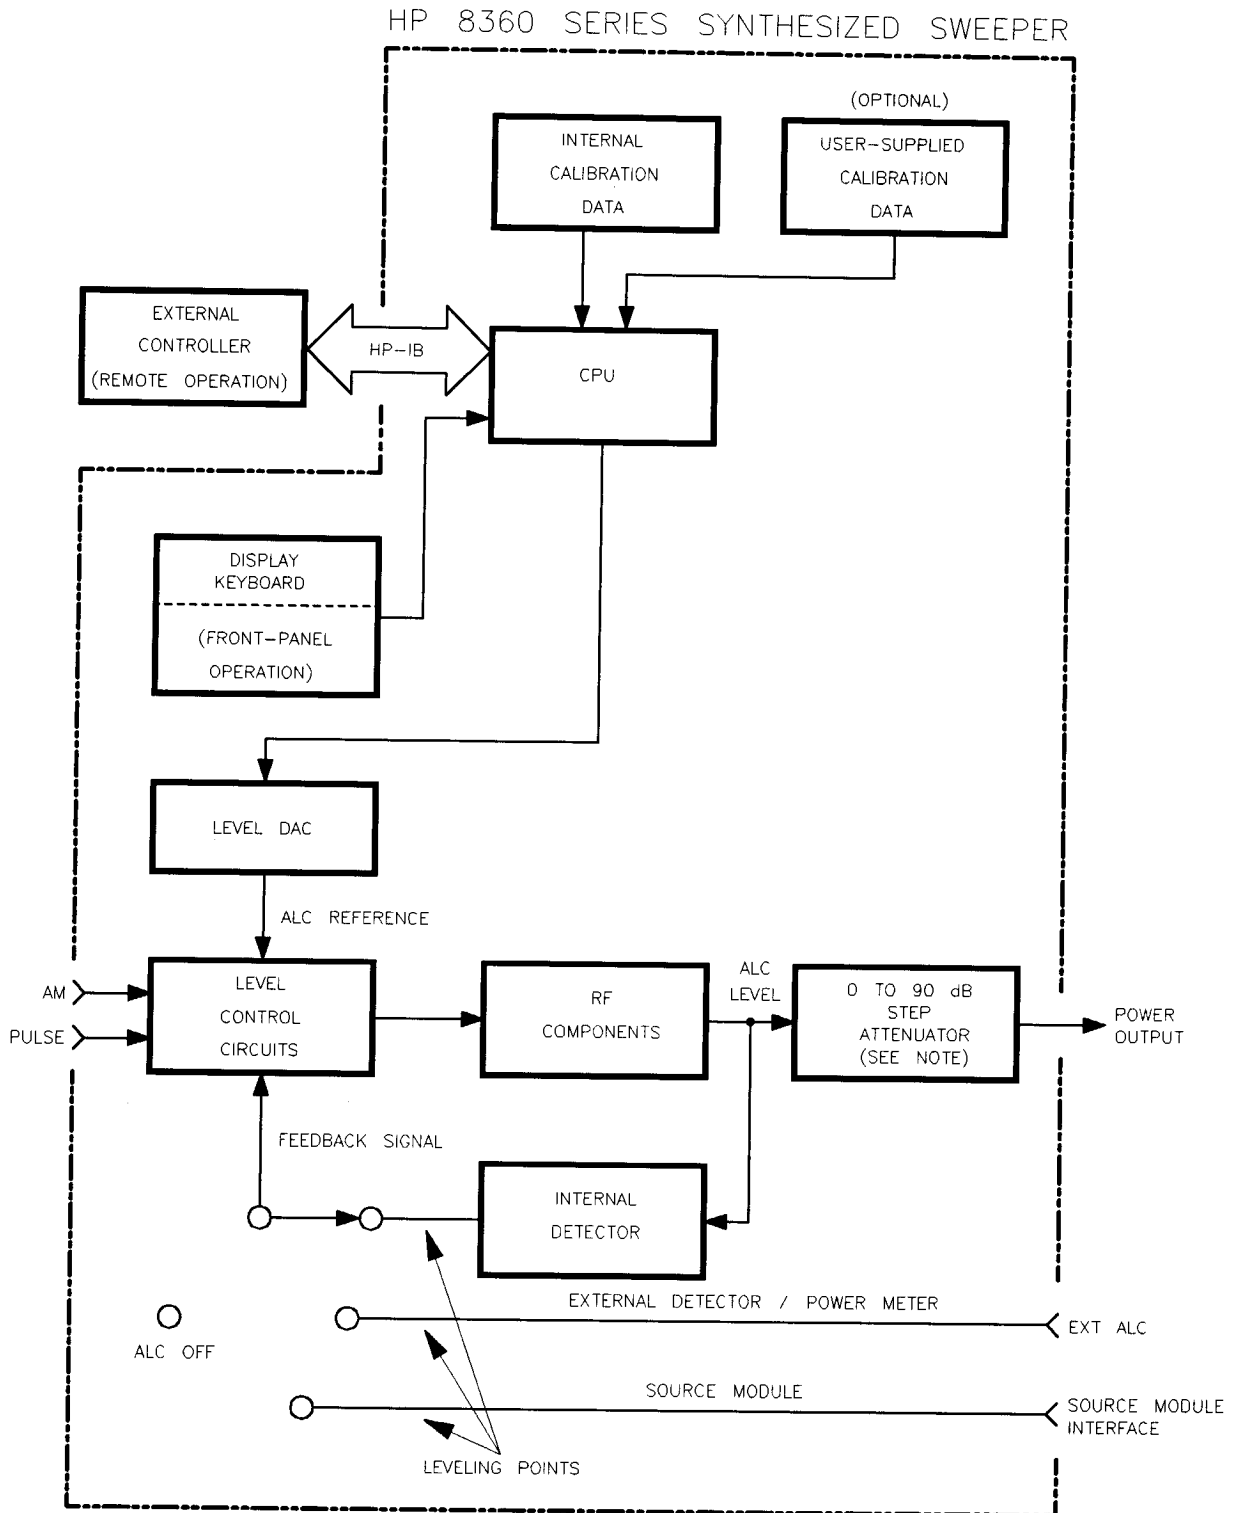 HP 8360 SERIES SYNTHESIZED SWEEPER
(OPTIONAL)
INTERNAL
CALIBRATION
DATA
USER-SUPPLIED
CALIBRATION
DATA
EXTERNAL
CONTROLLER
(REMOTE OPERATION)
HP-IB
CPU
DISPLAY
KEYBOARD
(FRONT-PANEL
OPERATION)
LEVEL DAC
ALC REFERENCE
AM
PULSE
LEVEL
CONTROL
CIRCUITS
RF
COMPONENTS
ALC
LEVEL
0 TO 90 dB
STEP
ATTENUATOR
(SEE NOTE)
POWER
OUTPUT
FEEDBACK SIGNAL
INTERNAL
DETECTOR
EXTERNAL DETECTOR / POWER METER
EXT ALC
ALC OFF
SOURCE MODULE
SOURCE MODULE
INTERFACE
LEVELING POINTS